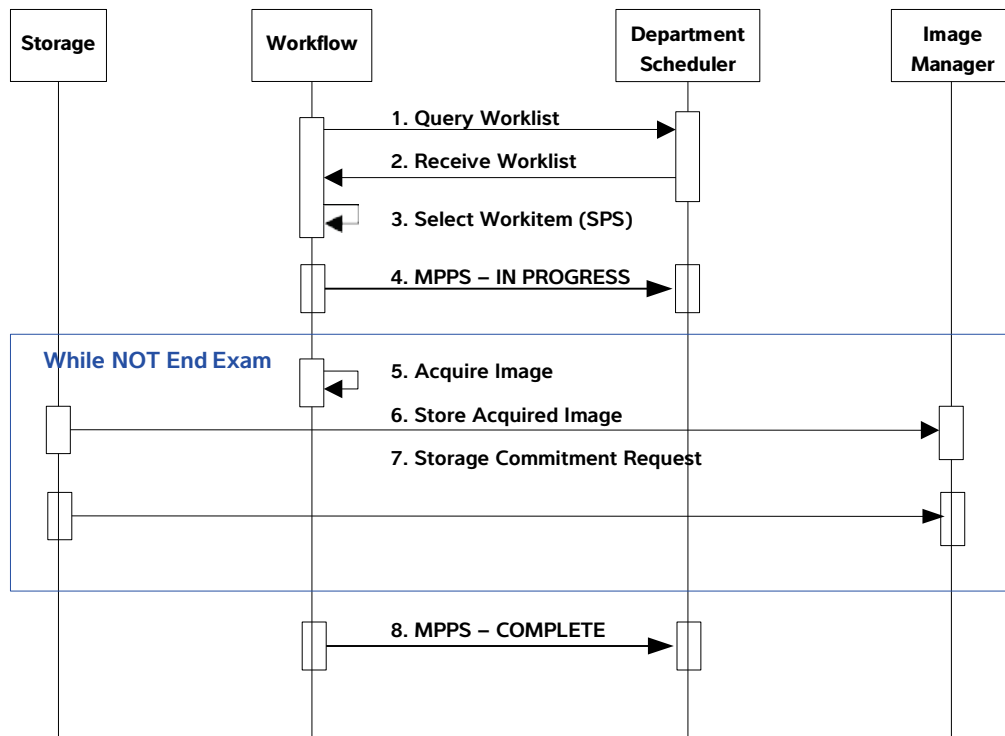 Storage
Workflow
Department
Scheduler
Image
Manager
1. Query Worklist
2. Receive Worklist
3. Select Workitem (SPS)
4. MPPS – IN PROGRESS
While NOT End Exam
5. Acquire Image
6. Store Acquired Image
7. Storage Commitment Request
8. MPPS – COMPLETE